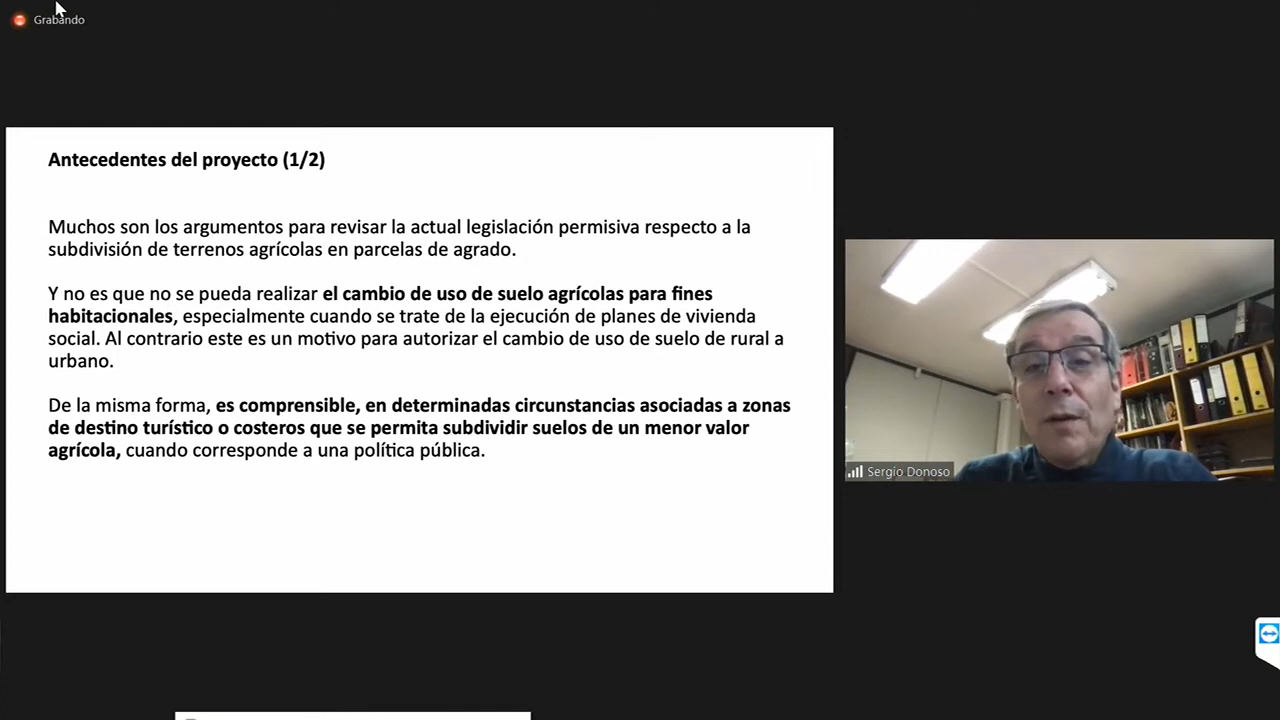 Grabando
Antecedentes del proyecto (1/2)
Muchos son los argumentos para revisar la actual legislación permisiva respecto a la
subdivisión de terrenos agrícolas en parcelas de agrado.
Y no es que no se pueda realizar el cambio de uso de suelo agrícolas para fines
habitacionales, especialmente cuando se trate de la ejecución de planes de vivienda
social. Al contrario este es un motivo para autorizar el cambio de uso de suelo de rural a
urbano.
De la misma forma, es comprensible, en determinadas circunstancias asociadas a zonas
de destino turístico o costeros que se permita subdividir suelos de un menor valor
agrícola, cuando corresponde a una política pública.
Sergio Donoso